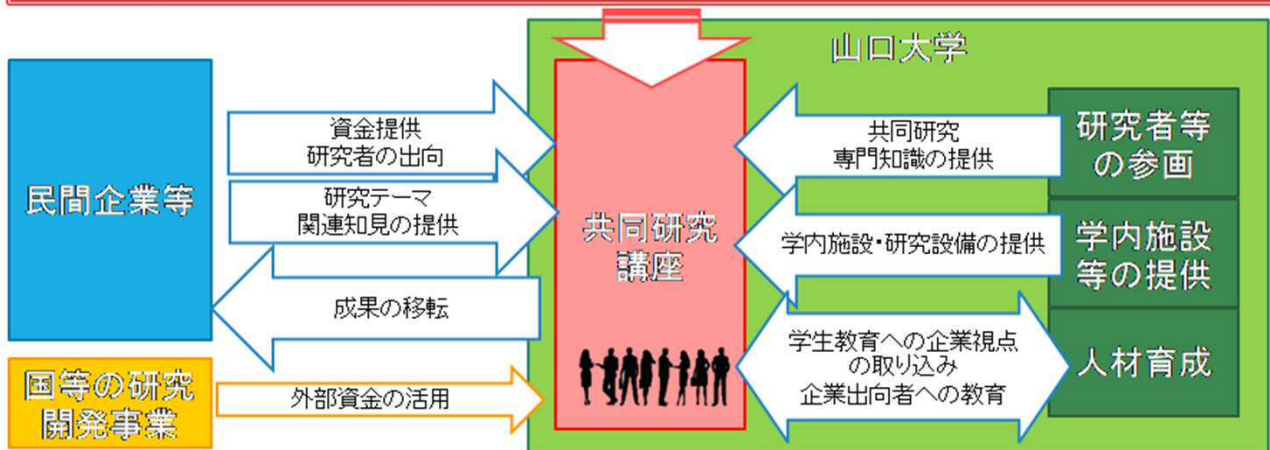 山口大学
民間企業等
資金提供
研究者の出向
研究テーマ
関連知見の提供
成果の移転
国等の研究
開発事業
外部資金の活用
共同研究
講座
共同研究
専門知識の提供
学内施設・研究設備の提供
学生教育への企業視点
の取り込み
企業出向者への教育
研究者等
の参画
学内施設
等の提供
人材育成